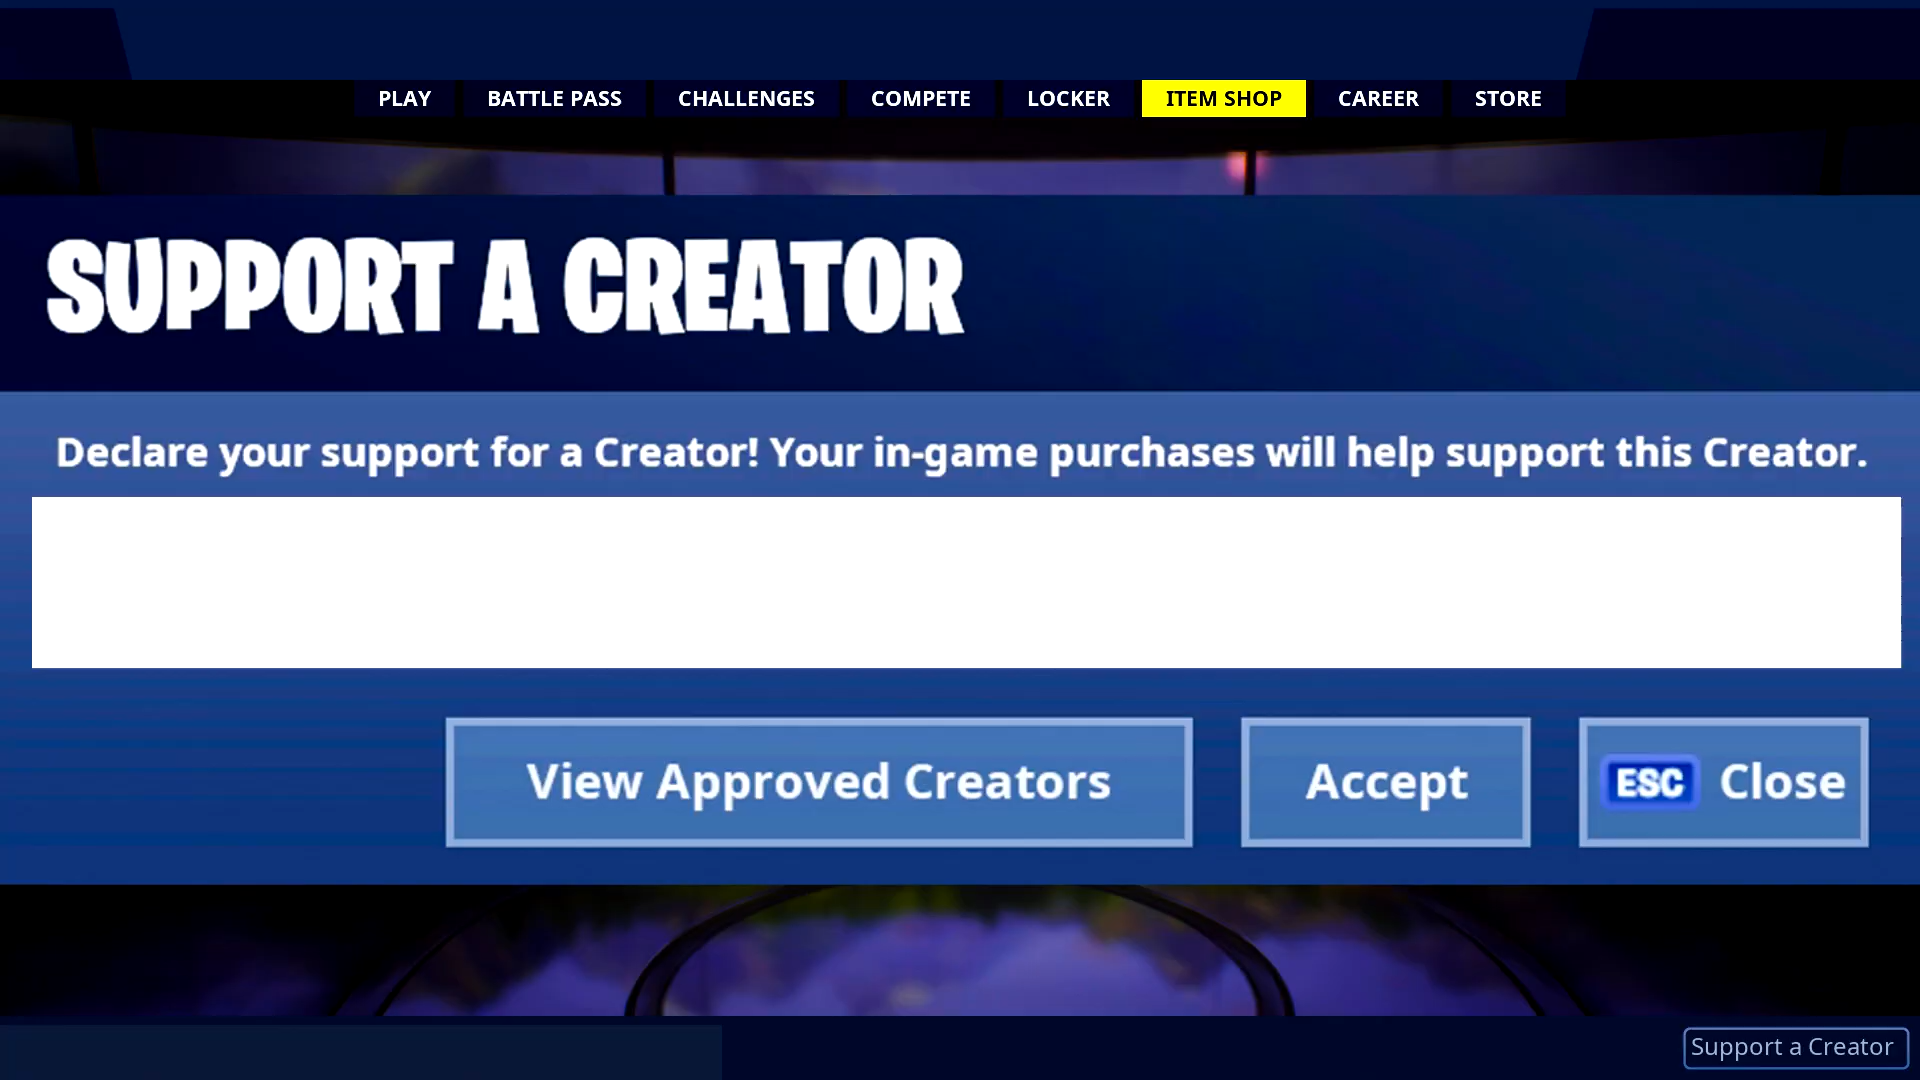 PLAY BATTLE PASS CHALLENGES COMPETE LOCKER ITEM SHOP CAREER STORE
SUPPORT A CREATOR
Declare your support for a Creator! Your in-game purchases will help support this Creator.
View Approved Creators Accept ESC Close
Support a Creator